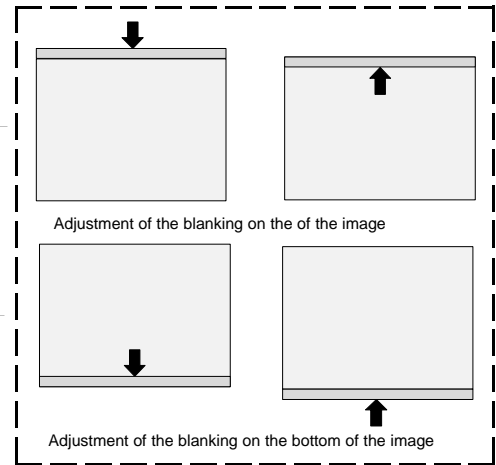 Adjustment of the blanking on the of the image
Adjustment of the blanking on the bottom of the image